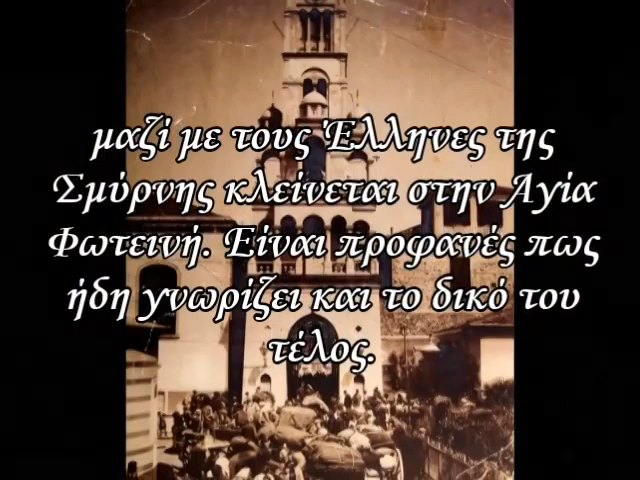 μαζί με τους Έλληνες της
Σμύρνης κλείνεται στην Αγία
Φωτεινή. Είναι προφανές πως
ήδη γνωρίζει και το δικό του
τέλος.